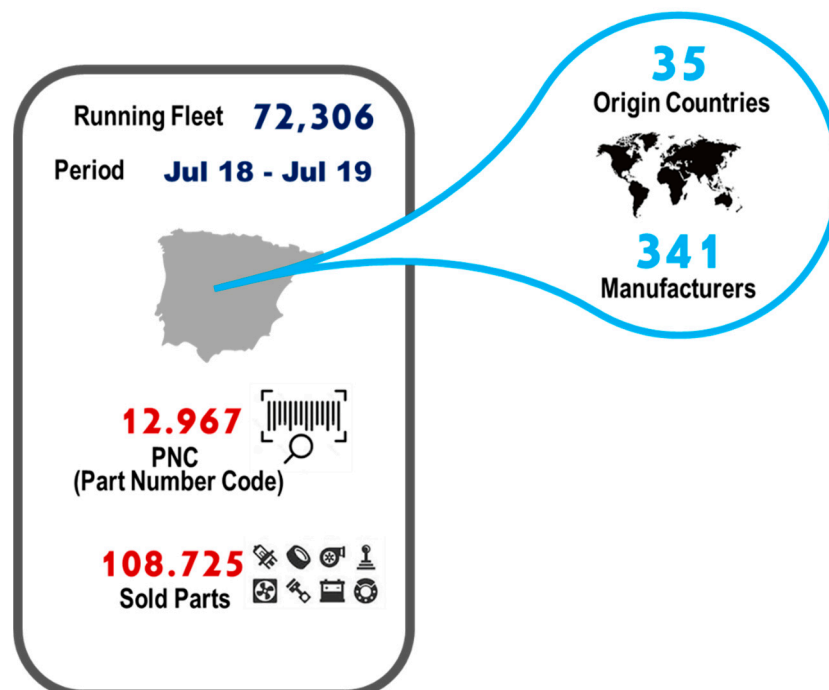 Running Fleet 72,306
Period Jul 18 - Jul 19
12.967
PNC
(Part Number Code)
108.725
Sold Parts
35
Origin Countries
341
Manufacturers